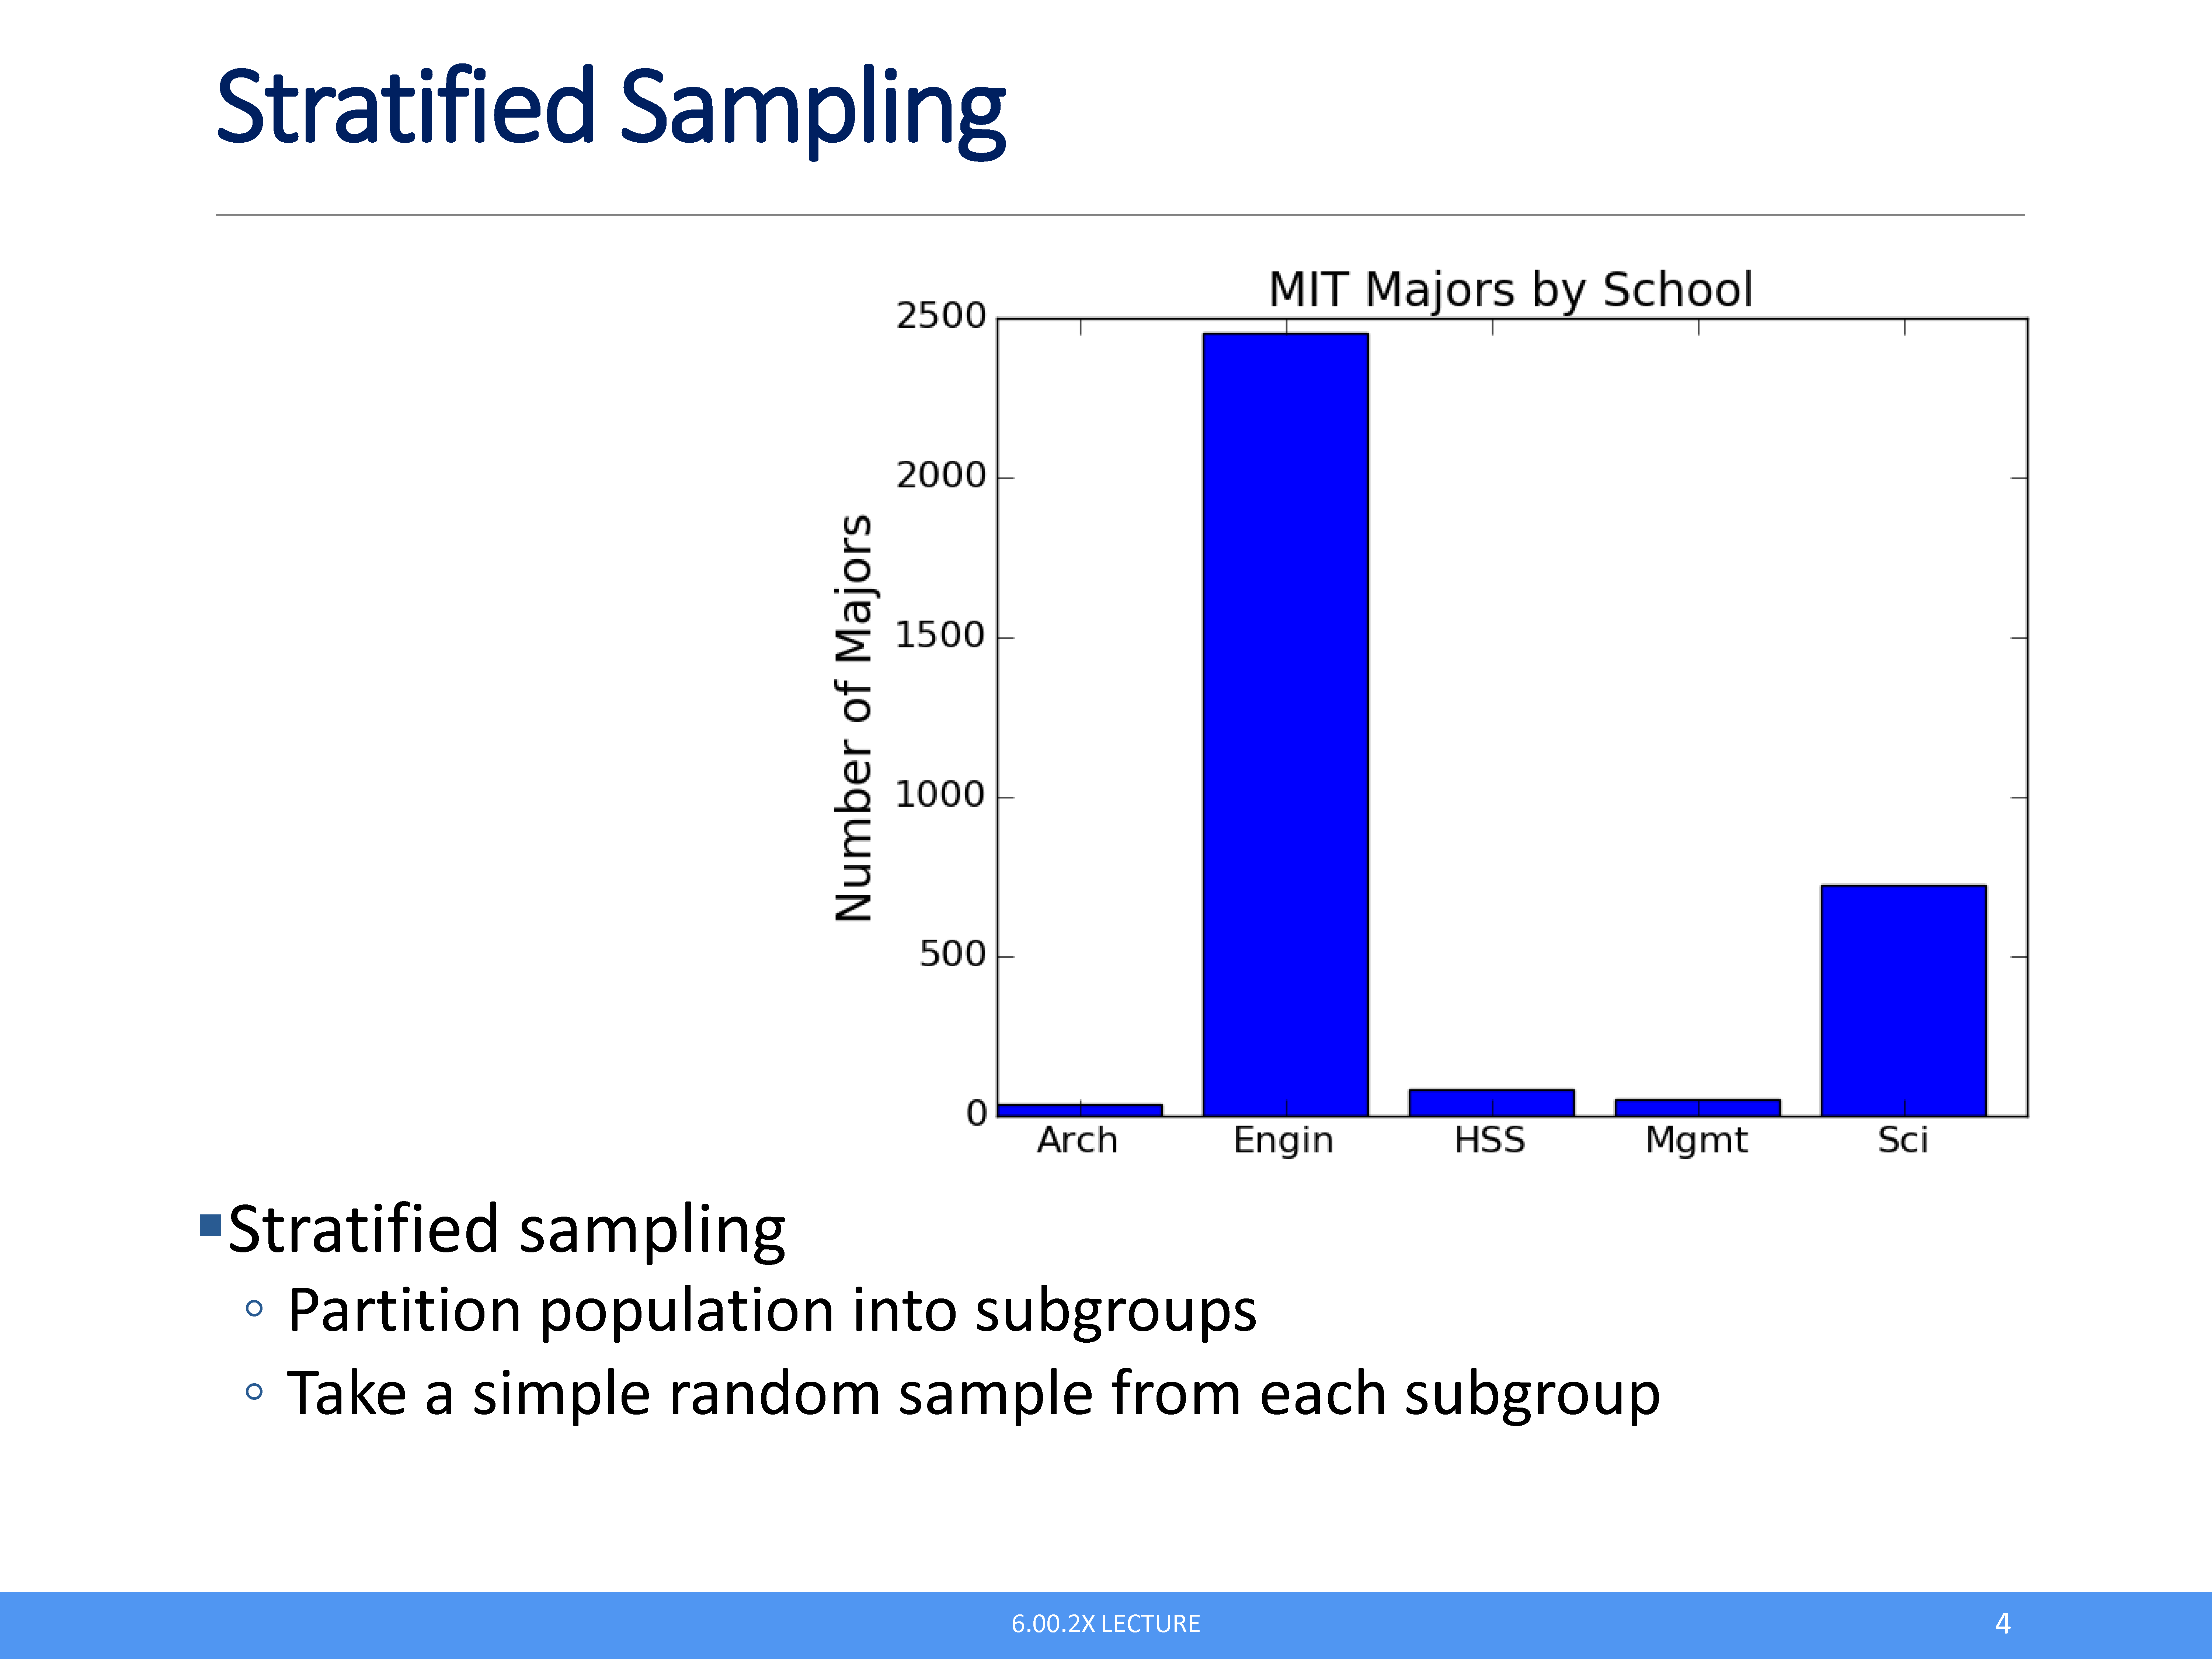 Stratified Sampling
MIT Majors by School
Number of Majors
2500
2000
1500
1000
500
0
Arch Engin HSS Mgmt Sci
▪Stratified sampling
◦ Partition population into subgroups
◦ Take a simple random sample from each subgroup
6.00.2X LECTURE 4